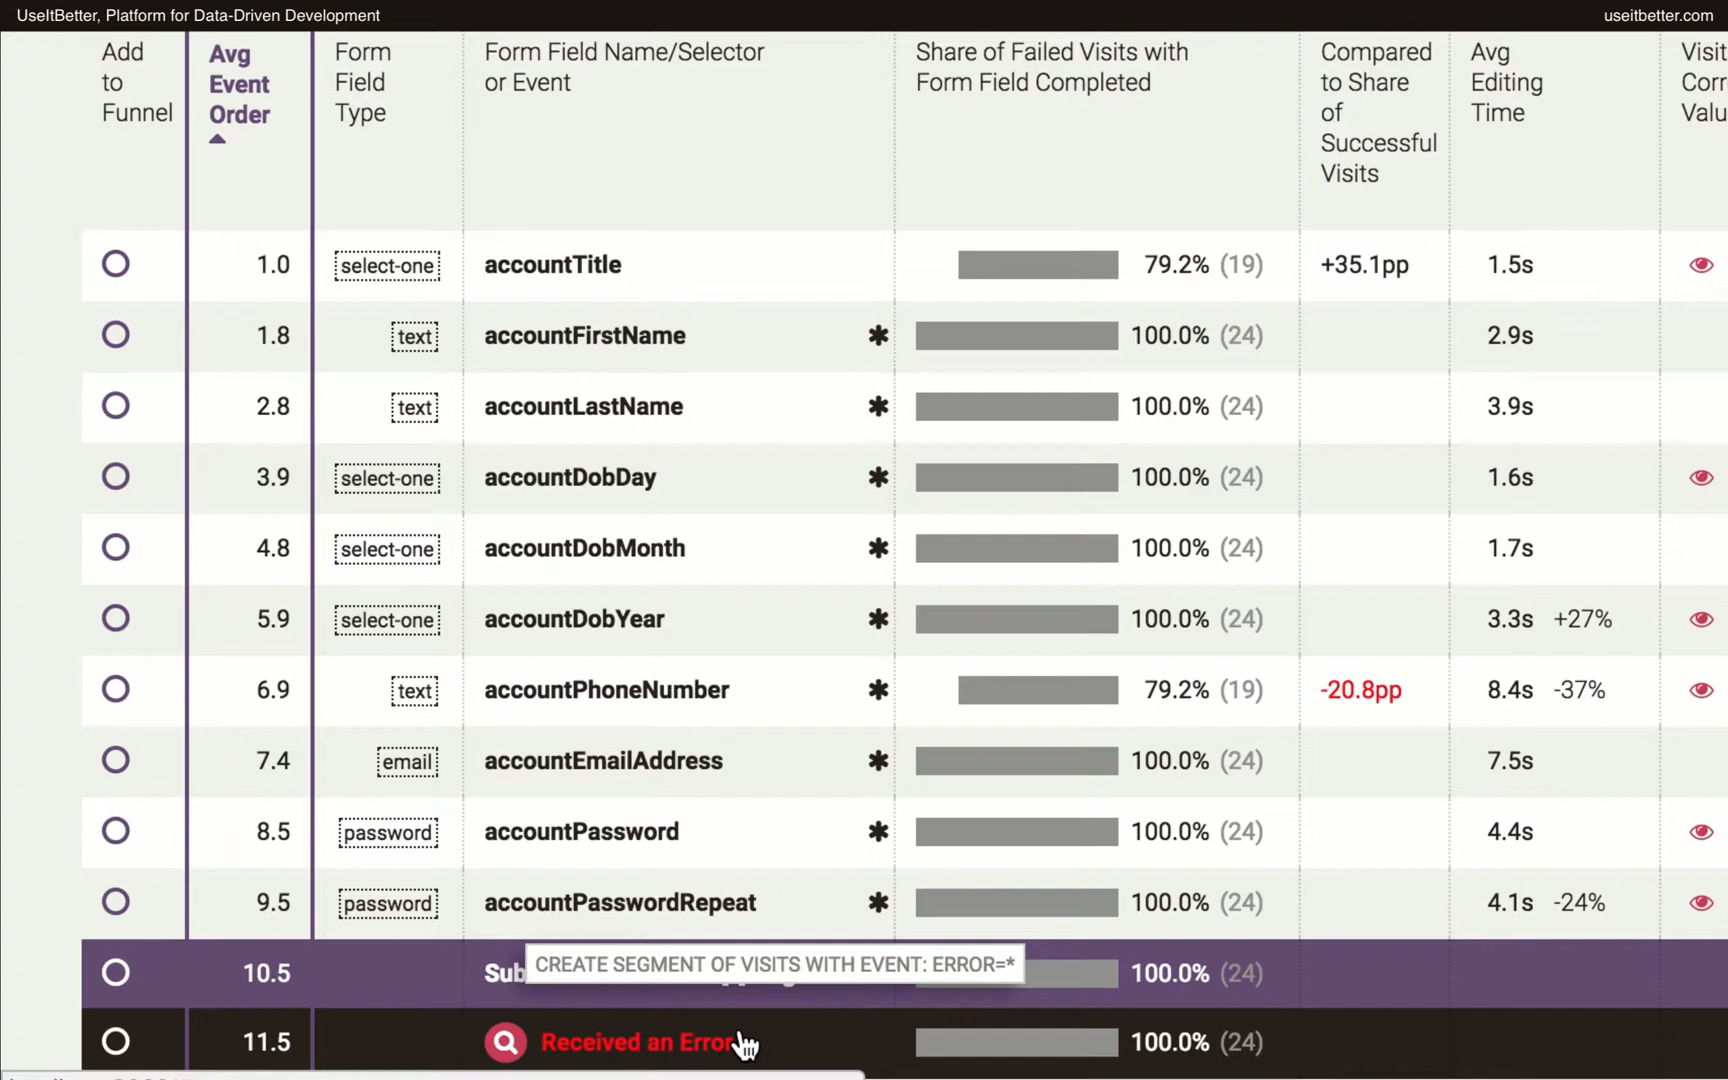 UseItBetter, Platform for Data-Driven Development
useitbetter.com
Add to Funnel
Avg Event Order
Form Field Type
Form Field Name/Selector or Event
Share of Failed Visits with Form Field Completed
Compared to Share of Successful Visits
Avg Editing Time
1.0 select-one accountTitle 79.2% (19) +35.1pp 1.5s
1.8 text accountFirstName * 100.0% (24) 2.9s
2.8 text accountLastName * 100.0% (24) 3.9s
3.9 select-one accountDobDay * 100.0% (24) 1.6s
4.8 select-one accountDobMonth * 100.0% (24) 1.7s
5.9 select-one accountDobYear * 100.0% (24) 3.3s +27%
6.9 text accountPhoneNumber * 79.2% (19) -20.8pp 8.4s -37%
7.4 email accountEmailAddress * 100.0% (24) 7.5s
8.5 password accountPassword * 100.0% (24) 4.4s
9.5 password accountPasswordRepeat * 100.0% (24) 4.1s -24%
CREATE SEGMENT OF VISITS WITH EVENT: ERROR=*
10.5 100.0% (24)
11.5 Received an Error 100.0% (24)